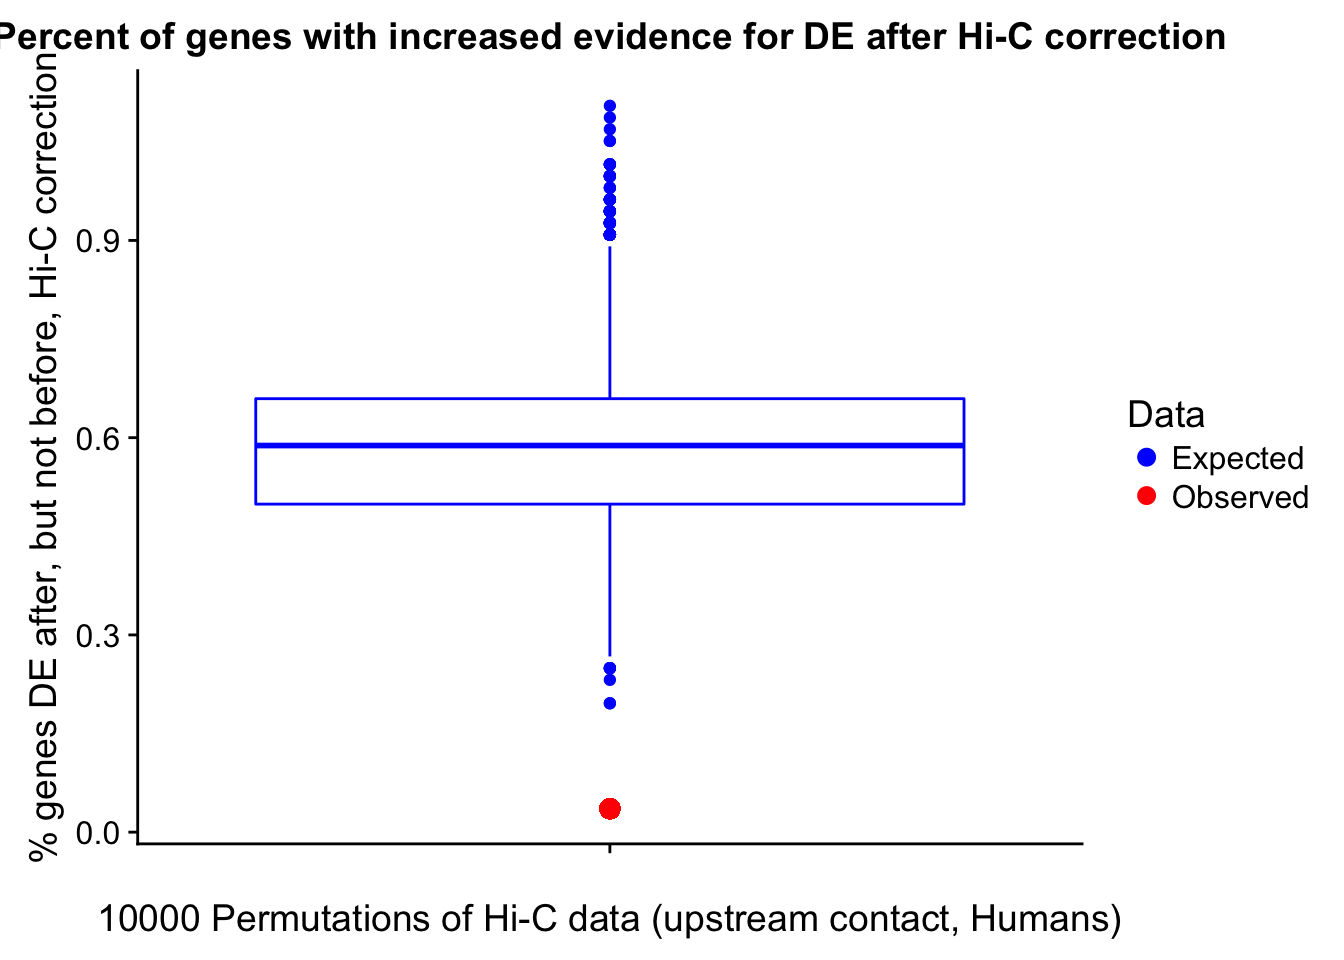 Percent of genes with increased evidence for DE after Hi-C correction
% genes DE after, but not before, Hi-C correction
0.9
0.6
0.3
0.0
10000 Permutations of Hi-C data (upstream contact, Humans)
Data
Expected
Observed